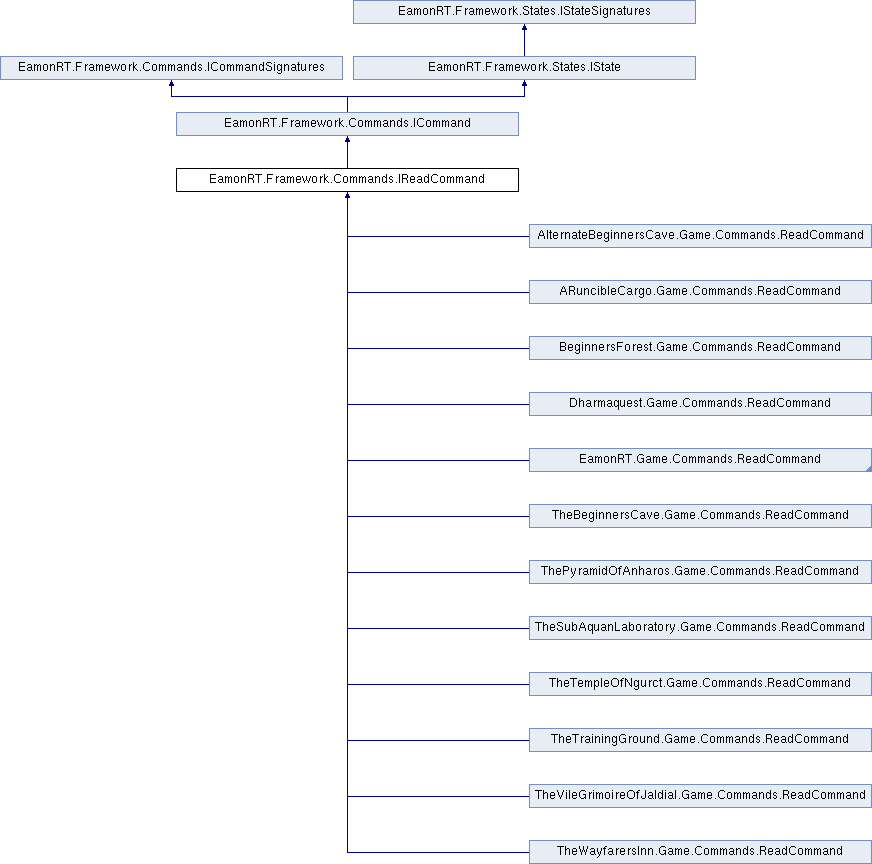 EamonRT.Framework.States.IStateSignatures
EamonRT.Framework.Commands.ICommandSignatures
EamonRT.Framework.States.IState
EamonRT.Framework.Commands.ICommand
EamonRT.Framework.Commands.IReadCommand
AlternateBeginnersCave.Game.Commands.ReadCommand
ARuncibleCargo.Game.Commands.ReadCommand
BeginnersForest.Game.Commands.ReadCommand
Dharmaquest.Game.Commands.ReadCommand
EamonRT.Game.Commands.ReadCommand
TheBeginnersCave.Game.Commands.ReadCommand
ThePyramidOfAnharos.Game.Commands.ReadCommand
TheSubAquanLaboratory.Game.Commands.ReadCommand
TheTempleOfNgurct.Game.Commands.ReadCommand
TheTrainingGround.Game.Commands.ReadCommand
TheVileGrimoireOfJaldial.Game.Commands.ReadCommand
TheWayfarersInn.Game.Commands.ReadCommand